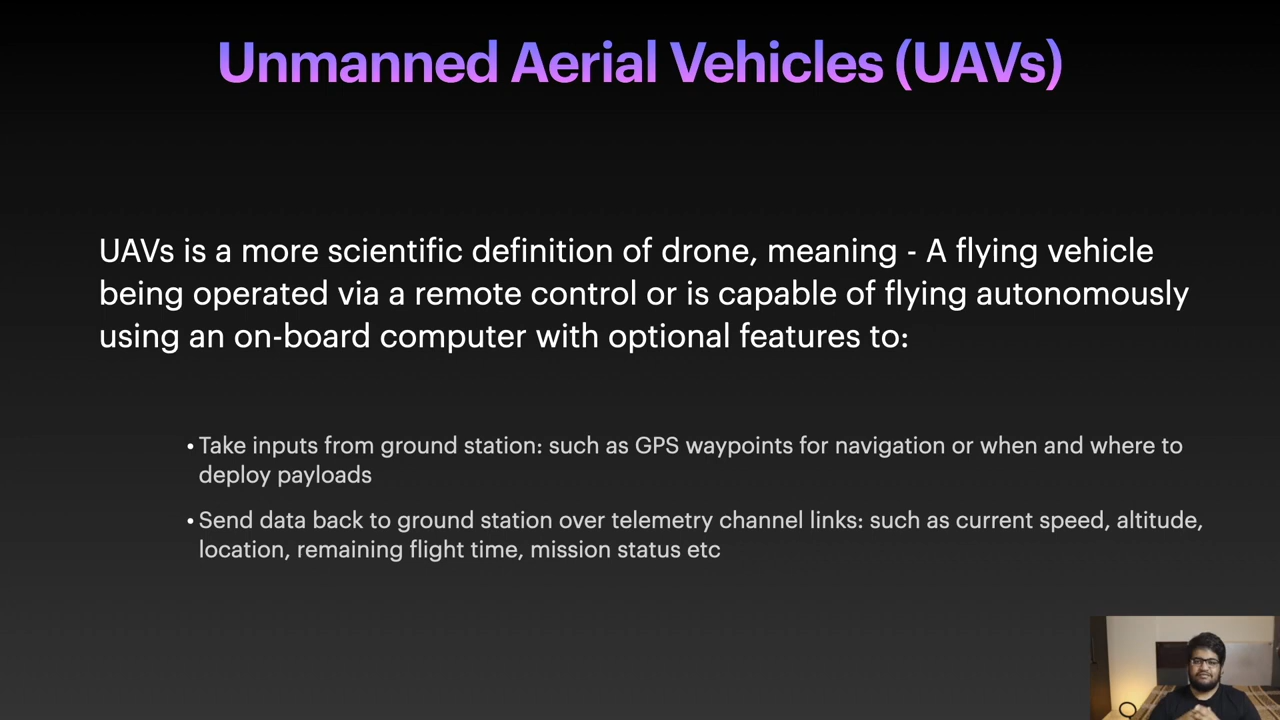 Unmanned Aerial Vehicles (UAVs)
UAVs is a more scientific definition of drone, meaning - A flying vehicle
being operated via a remote control or is capable of flying autonomously
using an on-board computer with optional features to:
• Take inputs from ground station: such as GPS waypoints for navigation or when and where to
deploy payloads
• Send data back to ground station over telemetry channel links: such as current speed, altitude,
location, remaining flight time, mission status etc